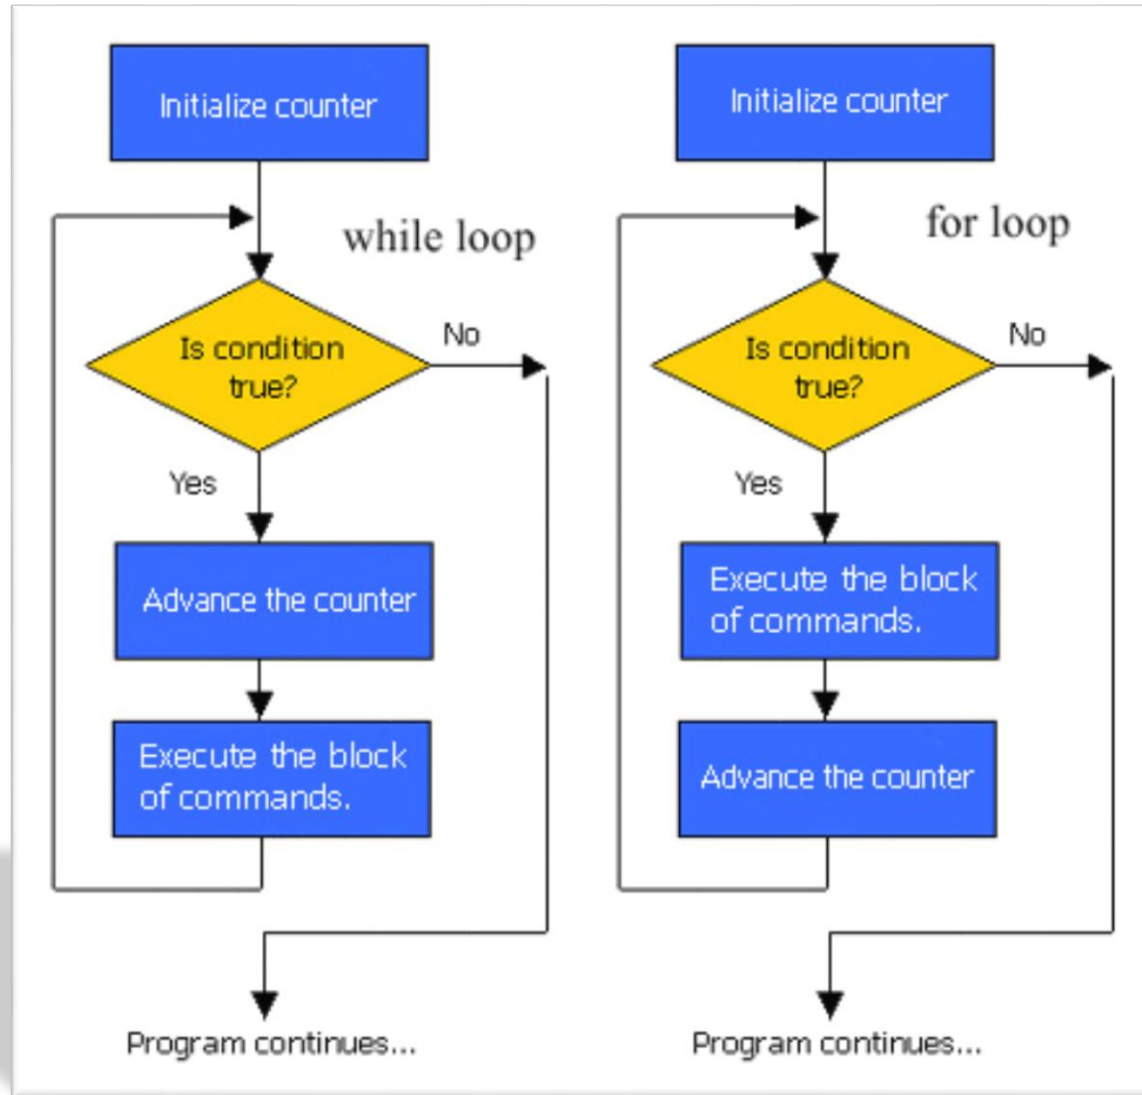 Initialize counter
while loop
Is condition
true?
No
Yes
Advance the counter
Execute the block
of commands.
Program continues...
Initialize counter
for loop
Is condition
true?
No
Yes
Execute the block
of commands.
Advance the counter
Program continues...